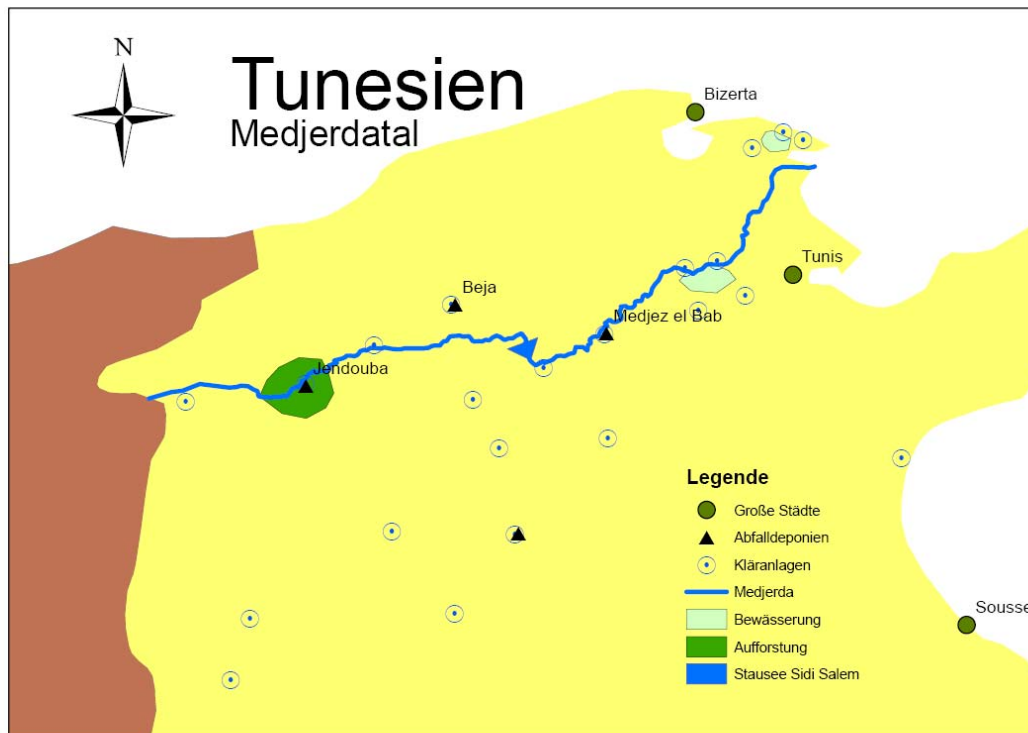 N
Tunesien
Medjerdatal
Bizerta
Tunis
Beja
Medjez el Bab
Jendouba
Legende
Große Städte
Abfalldeponien
Kläranlagen
Medjerda
Bewässerung
Aufforstung
Stausee Sidi Salem
Sousse